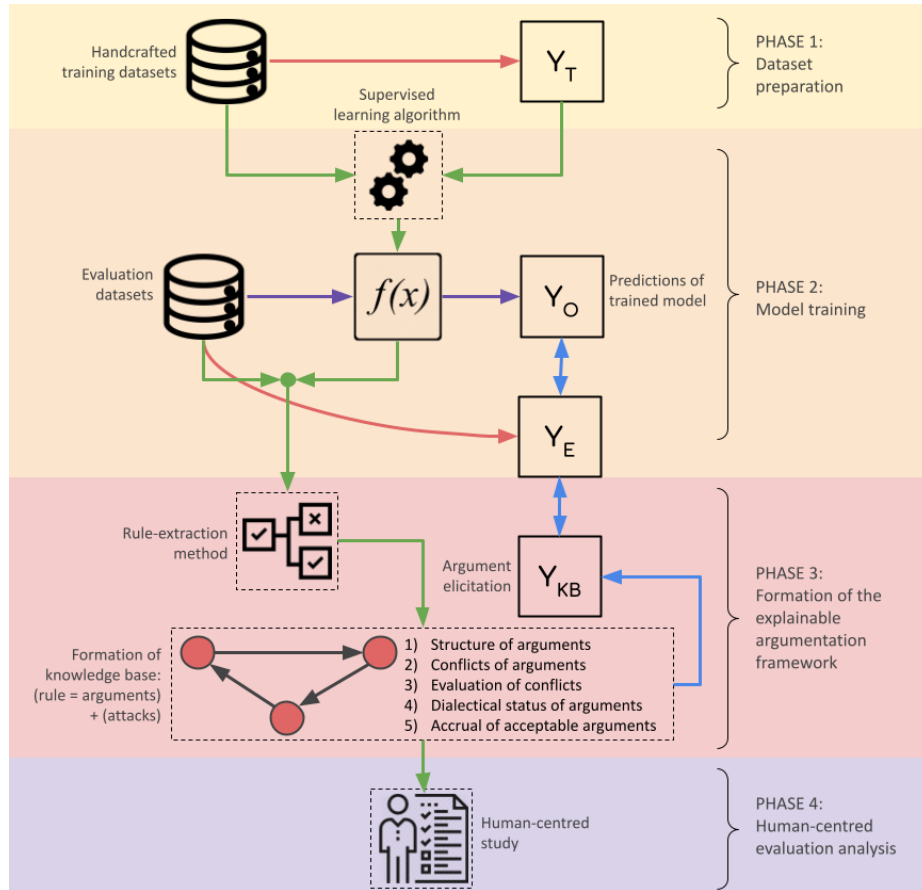 Handcrafted
training datasets
Y_T
PHASE 1:
Dataset
preparation
Supervised
learning algorithm
Evaluation
datasets
f(x)
Y_O
Predictions of
trained model
PHASE 2:
Model training
Y_E
Rule-extraction
method
Argument
elicitation
Y_KB
PHASE 3:
Formation of the
explainable
argumentation
framework
Formation of
knowledge base:
(rule = arguments)
+ (attacks)
1) Structure of arguments
2) Conflicts of arguments
3) Evaluation of conflicts
4) Dialectical status of arguments
5) Accrual of acceptable arguments
Human-centred
study
PHASE 4:
Human-centred
evaluation analysis